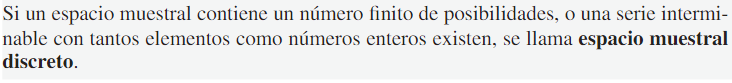 Si un espacio muestral contiene un número finito de posibilidades, o una serie intermi-
nable con tantos elementos como números enteros existen, se llama espacio muestral
discreto.